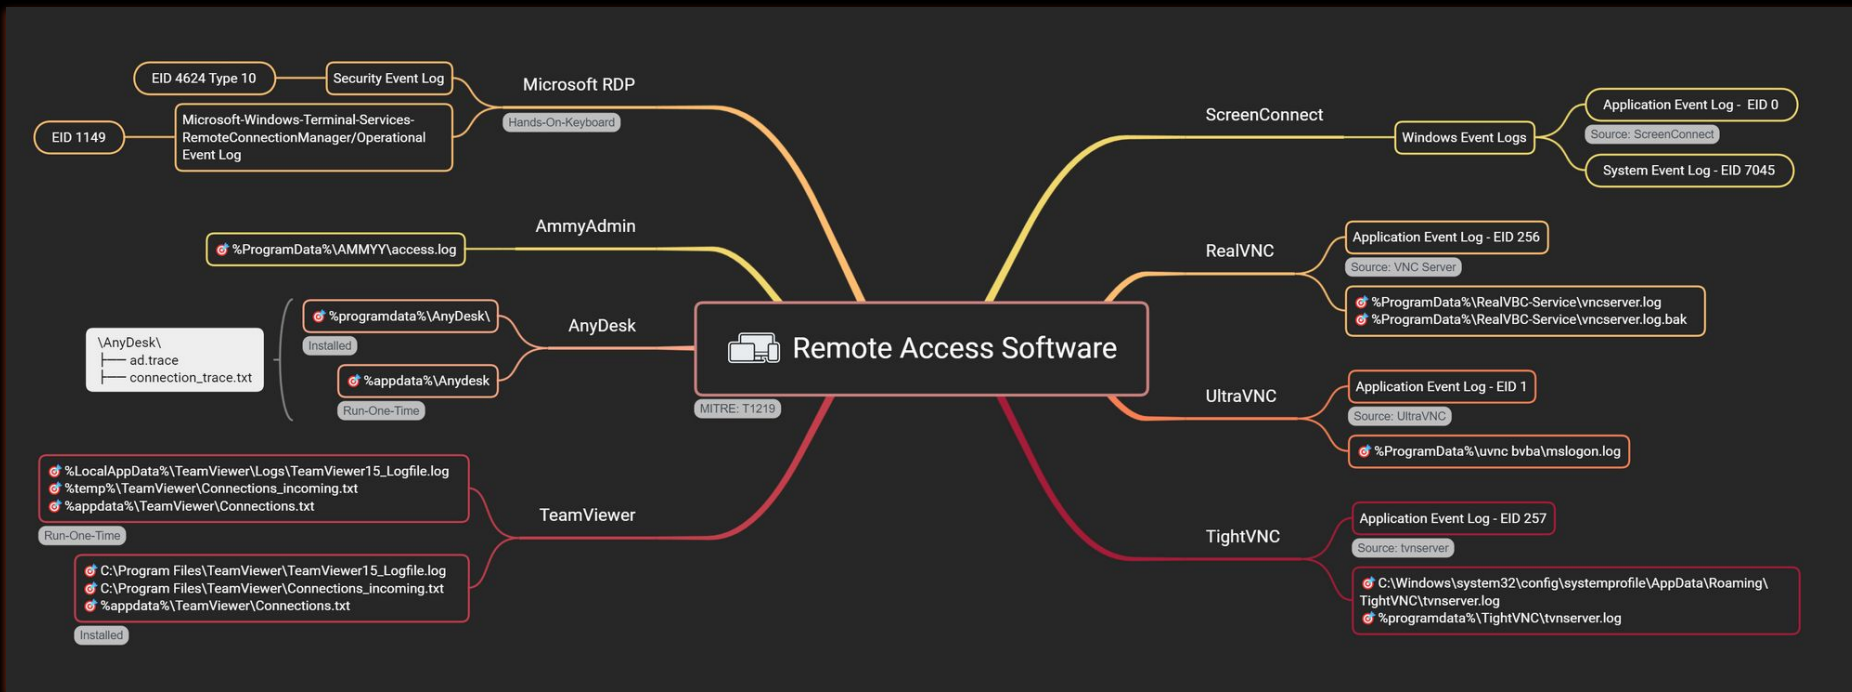 Remote Access Software
MITRE: T1219
Microsoft RDP
Hands-On-Keyboard
Security Event Log
EID 4624 Type 10
Microsoft-Windows-Terminal-Services-
RemoteConnectionManager/Operational
Event Log
EID 1149
AmmyAdmin
%ProgramData%\AMMYY\access.log
AnyDesk
%programdata%\AnyDesk\
Installed
%appdata%\Anydesk
Run-One-Time
\AnyDesk\
├── ad.trace
├── connection_trace.txt
TeamViewer
%LocalAppData%\TeamViewer\Logs\TeamViewer15_Logfile.log
%temp%\TeamViewer\Connections_incoming.txt
%appdata%\TeamViewer\Connections.txt
Run-One-Time
C:\Program Files\TeamViewer\TeamViewer15_Logfile.log
C:\Program Files\TeamViewer\Connections_incoming.txt
%appdata%\TeamViewer\Connections.txt
Installed
ScreenConnect
Windows Event Logs
Application Event Log - EID 0
Source: ScreenConnect
System Event Log - EID 7045
RealVNC
Application Event Log - EID 256
Source: VNC Server
%ProgramData%\RealVBC-Service\vncserver.log
%ProgramData%\RealVBC-Service\vncserver.log.bak
UltraVNC
Application Event Log - EID 1
Source: UltraVNC
%ProgramData%\uvnc bvba\mslogon.log
TightVNC
Application Event Log - EID 257
Source: tvnserver
C:\Windows\system32\config\systemprofile\AppData\Roaming\
TightVNC\tvnserver.log
%programdata%\TightVNC\tvnserver.log